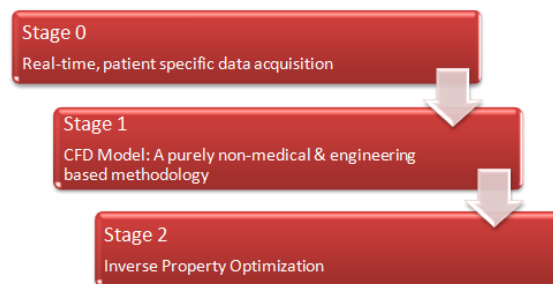 Stage 0
Real-time, patient specific data acquisition
Stage 1
CFD Model: A purely non-medical & engineering
based methodology
Stage 2
Inverse Property Optimization